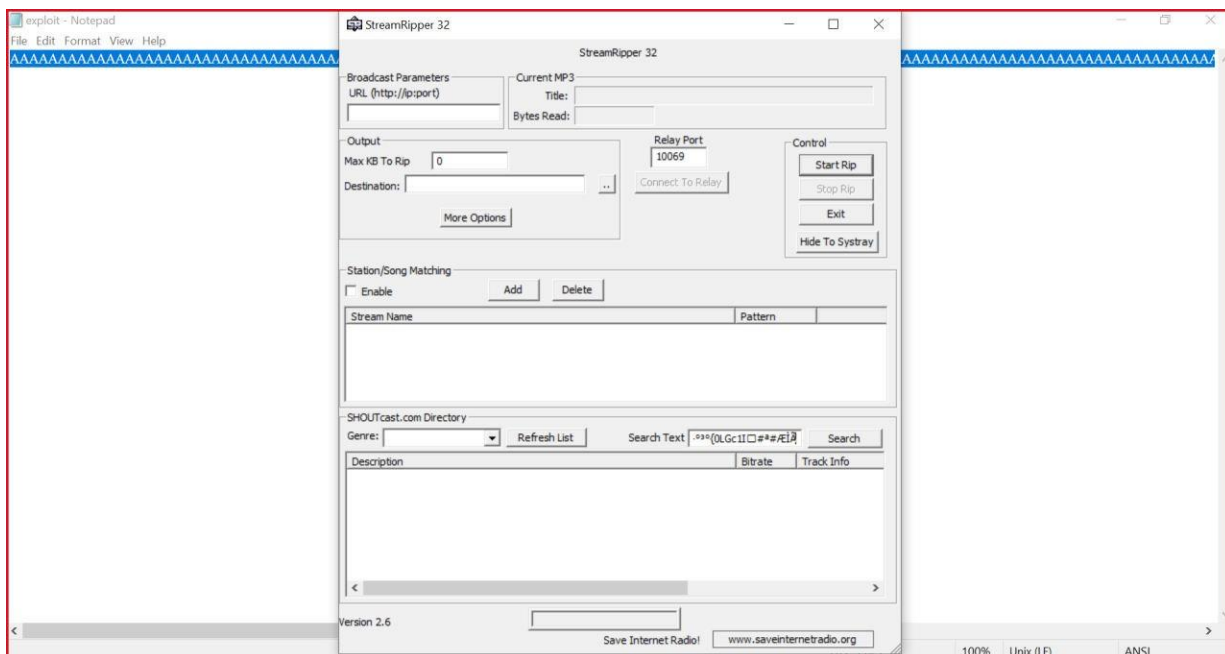 exploit - Notepad
File Edit Format View Help
StreamRipper 32
StreamRipper 32
Broadcast Parameters
URL (http://ip:port)
Current MP3
Title:
Bytes Read:
Output
Max KB To Rip 0
Destination: ..
More Options
Relay Port
10069
Connect To Relay
Control
Start Rip
Stop Rip
Exit
Hide To Systray
Station/Song Matching
Enable Add Delete
Stream Name Pattern
SHOUTcast.com Directory
Genre: Refresh List Search Text Search
Description Bitrate Track Info
Version 2.6
Save Internet Radio! www.saveinternetradio.org
100% Unix (LF) ANSI